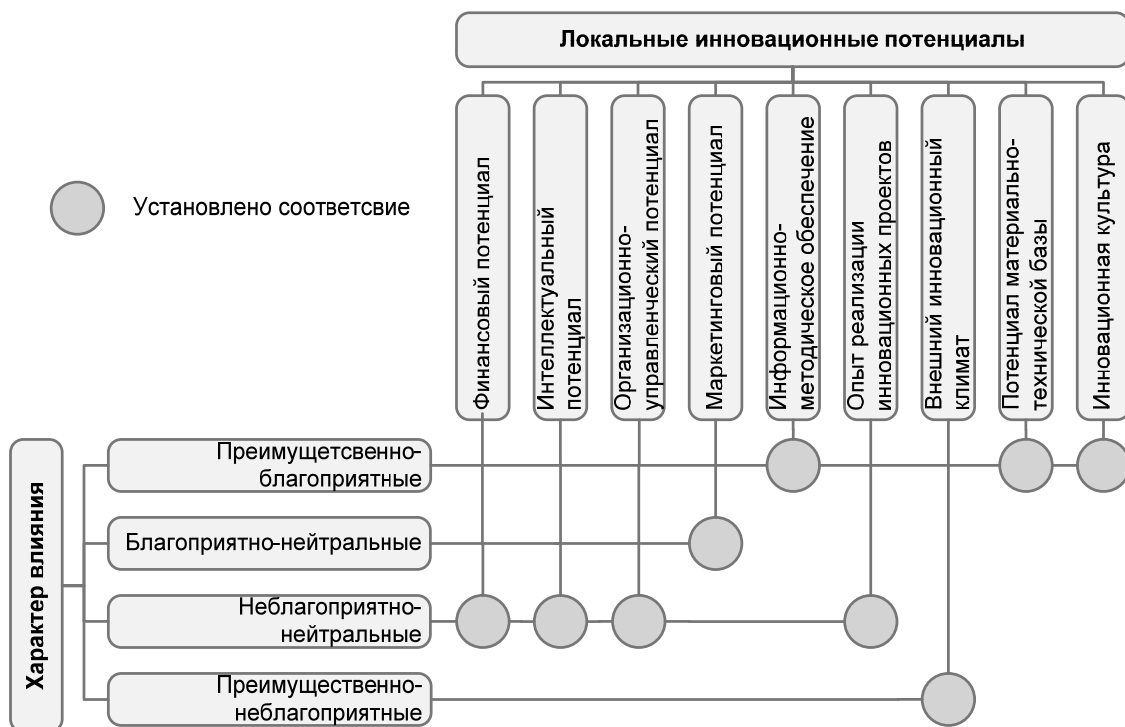 Локальные инновационные потенциалы
Финансовый потенциал
Интеллектуальный
потенциал
Организационно-
управленческий потенциал
Маркетинговый потенциал
Информационно-
методическое обеспечение
Опыт реализации
инновационных проектов
Внешний инновационный
климат
Потенциал материально-
технической базы
Инновационная культура
Установлено соответсвие
Характер влияния
Преимущетсвенно-
благоприятные
Благоприятно-нейтральные
Неблагоприятно-
нейтральные
Преимущественно-
неблагоприятные